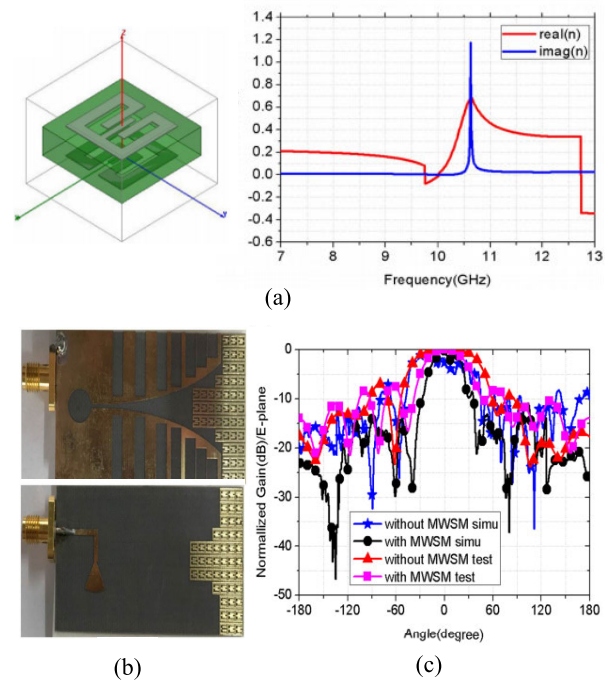 z
y
real(n)
imag(n)
1.4
1.2
1.0
0.8
0.6
0.4
0.2
-0.0
-0.2
-0.4
-0.6
7 8 9 10 11 12 13
Frequency(GHz)
(a)
Normallized Gain(dB)/E-plane
0
-10
-20
-30
-40
-50
without MWSM simu
with MWSM simu
without MWSM test
with MWSM test
-180 -120 -60 0 60 120 180
Angle(degree)
(b)
(c)